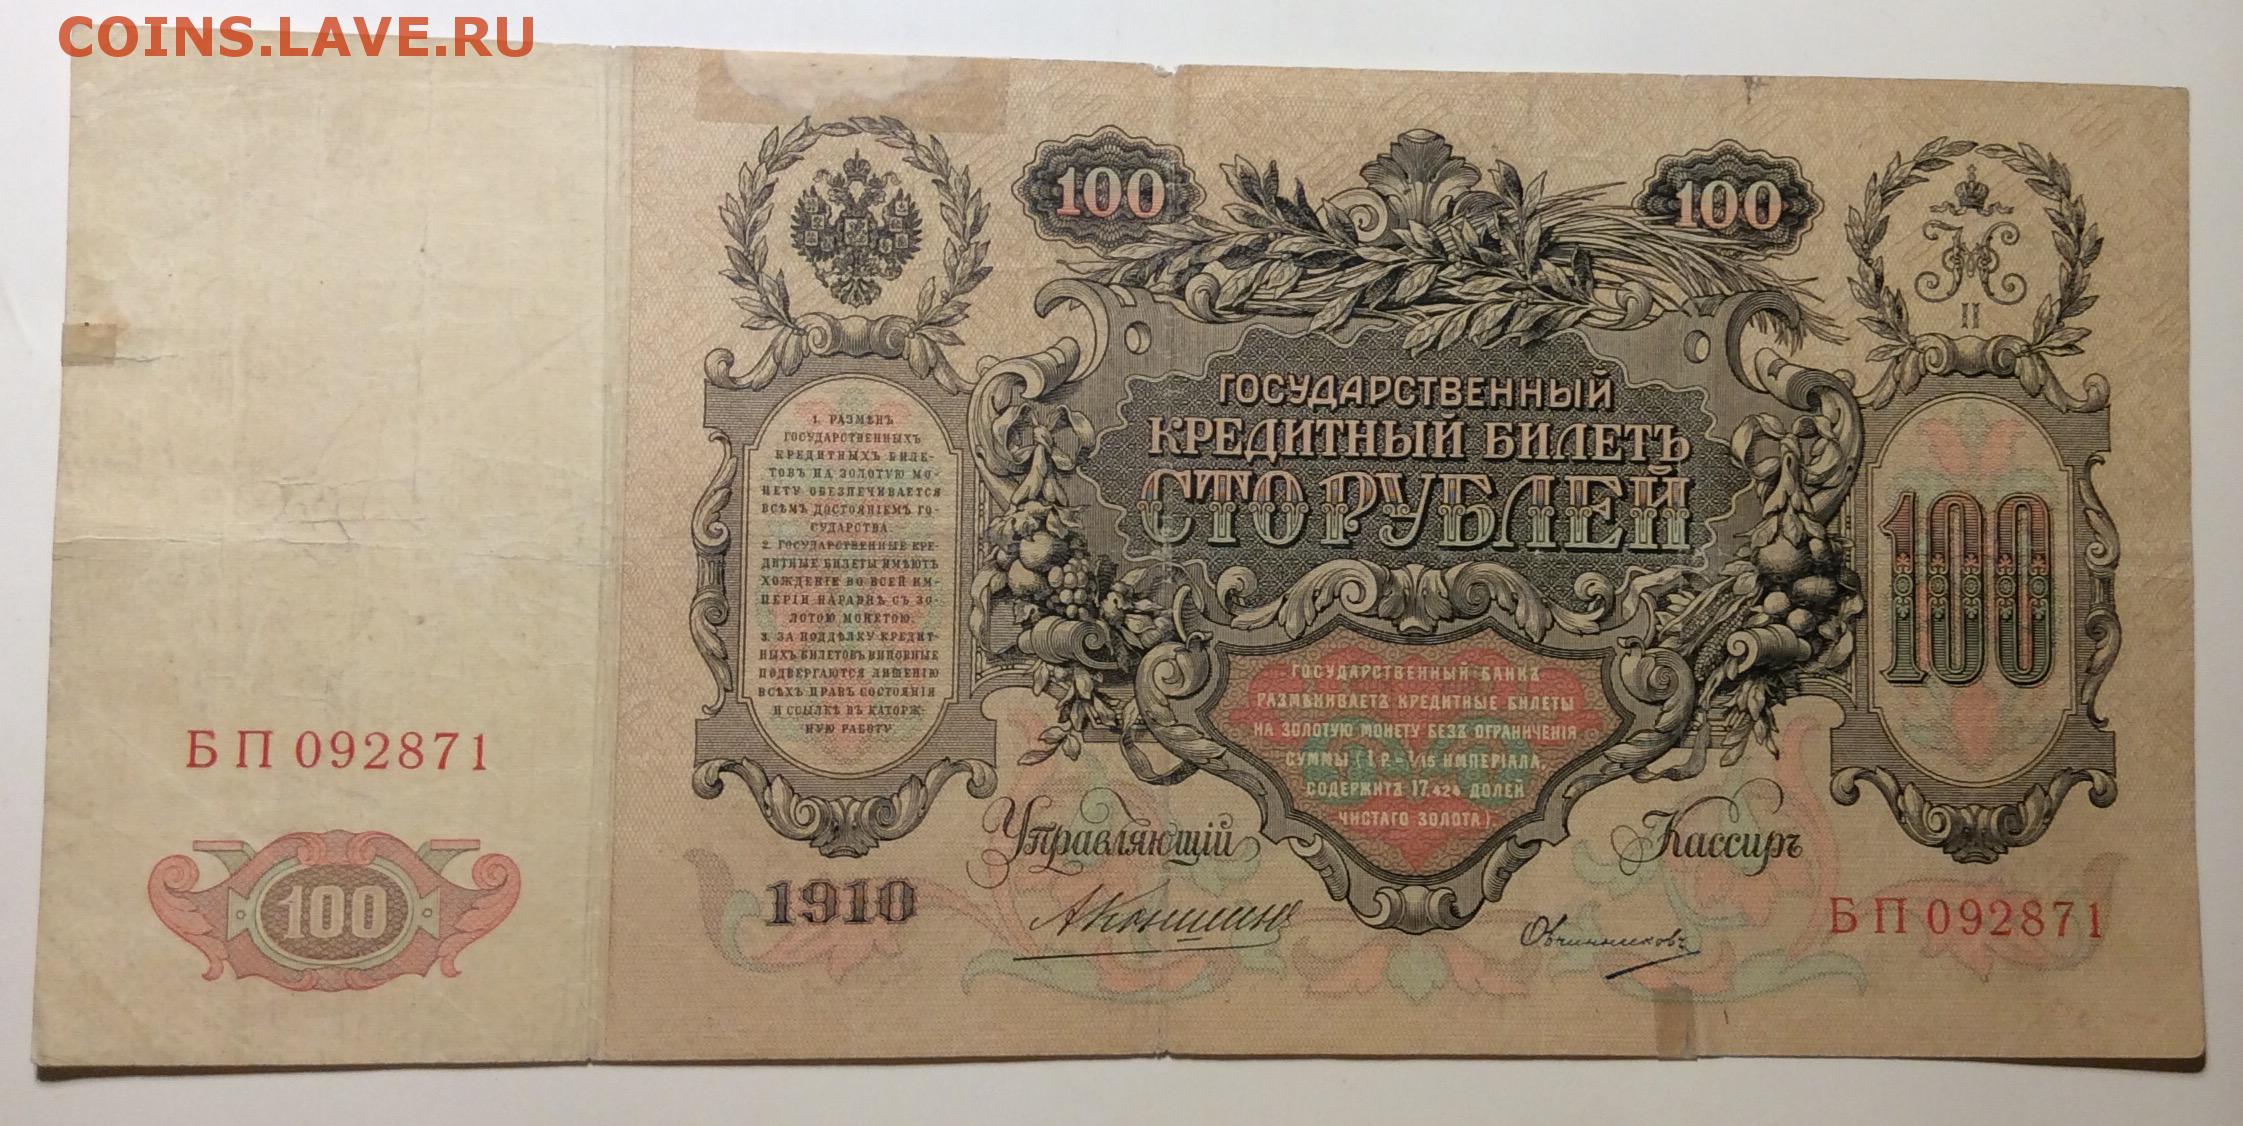 COINS.LAVE.RU
100
100
II
1. РАЗМѢНЪ
ГОСУДАРСТВЕННЫХЪ
КРЕДИТНЫХЪ БИЛЕ-
ТОВЪ НА ЗОЛОТУЮ МО-
НЕТУ ОБЕЗПЕЧИВАЕТСЯ
ВСѢМЪ ДОСТОЯНІЕМЪ ГО-
СУДАРСТВА.
2. ГОСУДАРСТВЕННЫЕ КРЕ-
ДИТНЫЕ БИЛЕТЫ ИМѢЮТЪ
ХОЖДЕНІЕ ВО ВСЕЙ ИМ-
ПЕРІИ НАРАВНѢ СЪ ЗО-
ЛОТОЮ МОНЕТОЮ.
3. ЗА ПОДДѢЛКУ КРЕДИТ-
НЫХЪ БИЛЕТОВЪ ВИНОВНЫЕ
ПОДВЕРГАЮТСЯ ЛИШЕНІЮ
ВСѢХЪ ПРАВЪ СОСТОЯНІЯ
И ССЫЛКѢ ВЪ КАТОРЖ-
НУЮ РАБОТУ.
ГОСУДАРСТВЕННЫЙ
КРЕДИТНЫЙ БИЛЕТЪ
СТО РУБЛЕЙ
100
ГОСУДАРСТВЕННЫЙ БАНКЪ
РАЗМѢНИВАЕТЪ КРЕДИТНЫЕ БИЛЕТЫ
НА ЗОЛОТУЮ МОНЕТУ БЕЗЪ ОГРАНИЧЕНІЯ
СУММЫ (1 Р. = 1/15 ИМПЕРІАЛА,
СОДЕРЖИТЪ 17,424 ДОЛЕЙ
ЧИСТАГО ЗОЛОТА.)
БП 092871
Управляющій
Кассиръ
100
1910
АКоншинъ
Овчинниковъ
БП 092871